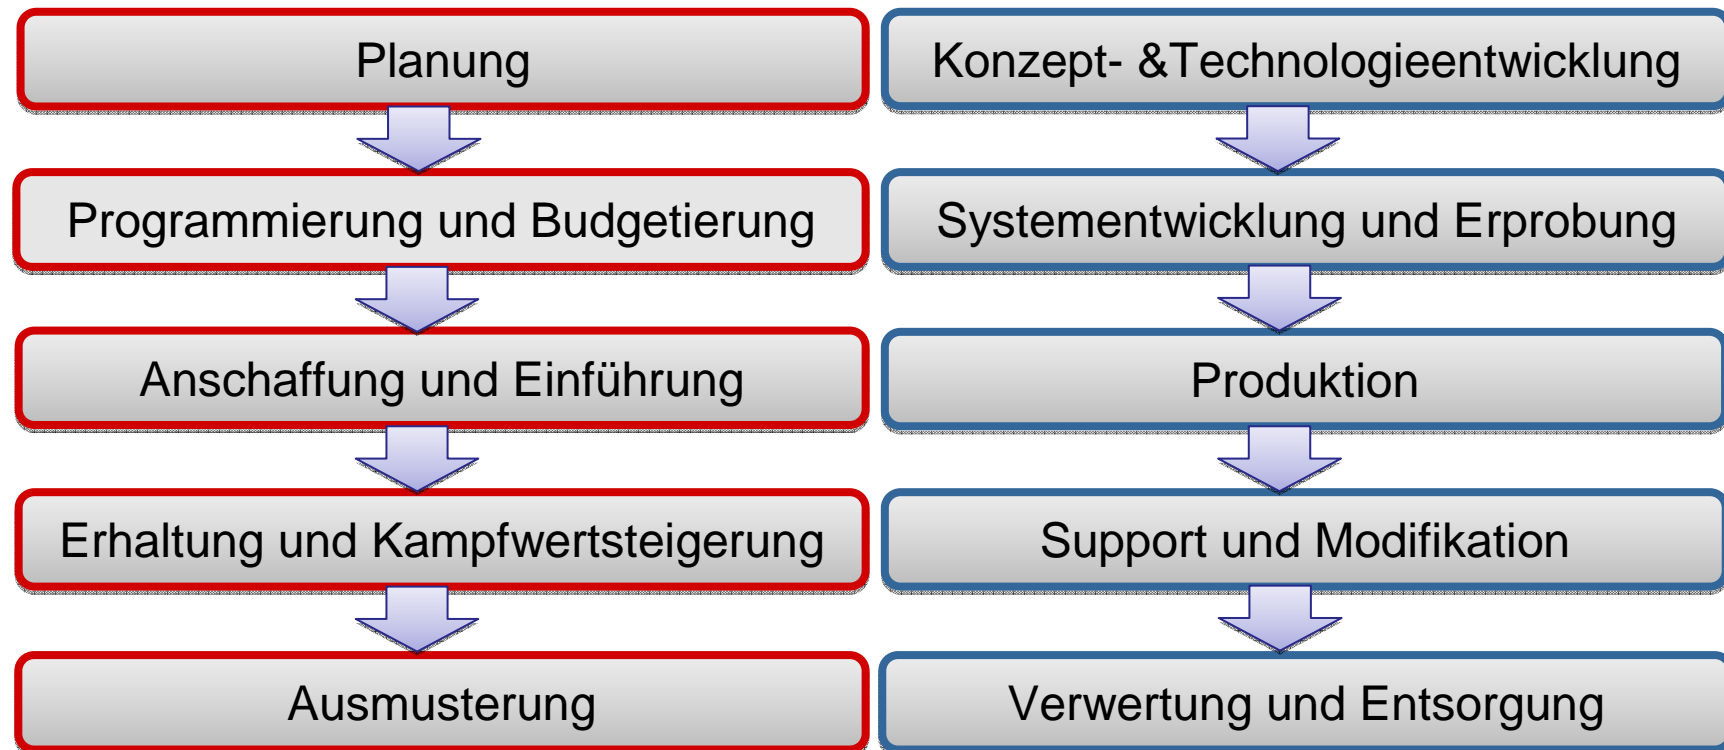 Planung
Konzept- &Technologieentwicklung
Programmierung und Budgetierung
Systementwicklung und Erprobung
Anschaffung und Einführung
Produktion
Erhaltung und Kampfwertsteigerung
Support und Modifikation
Ausmusterung
Verwertung und Entsorgung